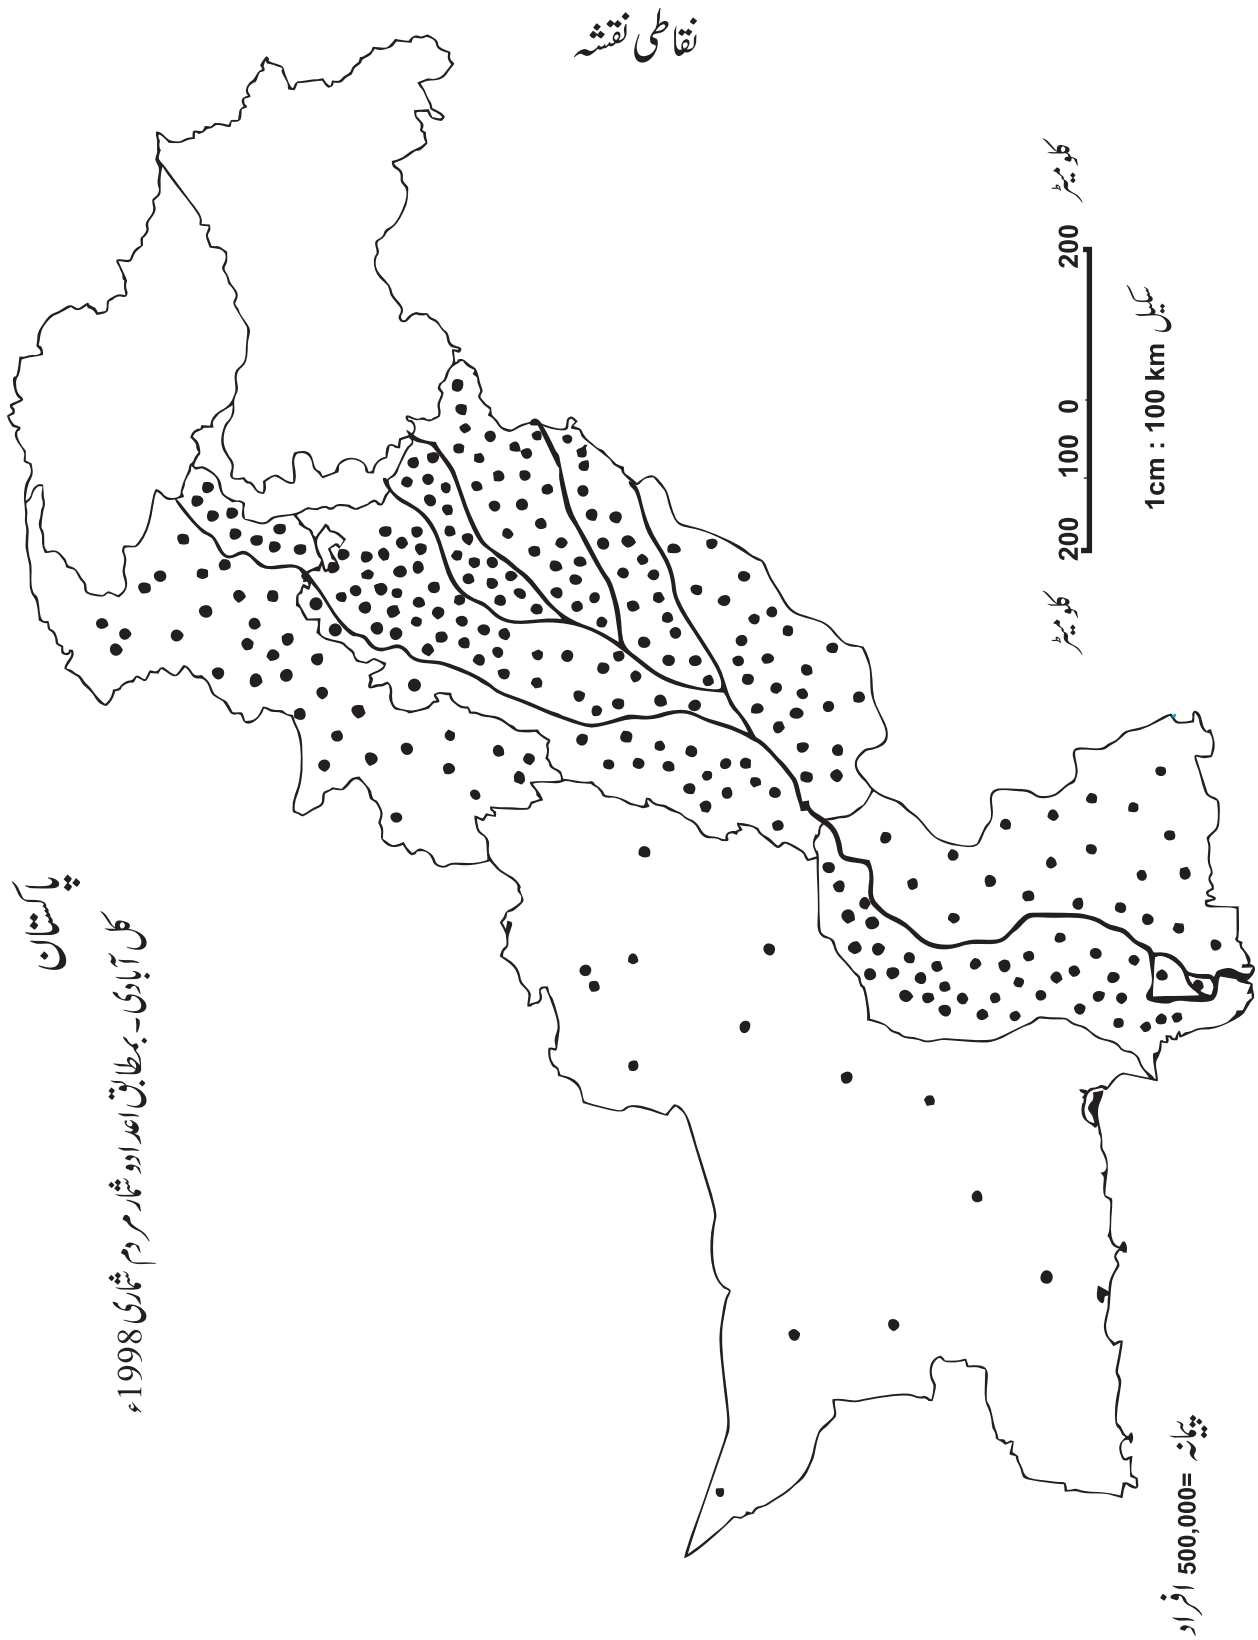 نقاطی نقشہ
پاکستان
کل آبادی - بمطابق اعداد و شمار مردم شماری 1998ء
کلومیٹر 200 100 0 200 کلومیٹر
سکیل 1cm : 100 km
پیمانہ =500,000 افراد